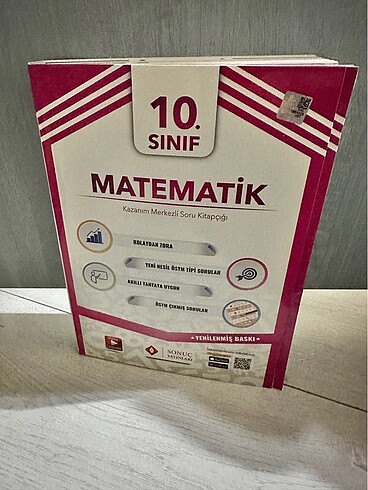 10.
SINIF
MATEMATİK
Kazanım Merkezli Soru Kitapçığı
KOLAYDAN ZORA
YENİ NESİL ÖSYM TİPİ SORULAR
AKILLI TAHTAYA UYGUN
ÖSYM ÇIKMIŞ SORULAR
YENİLENMİŞ BASKI
SONUÇ
YAYINLARI